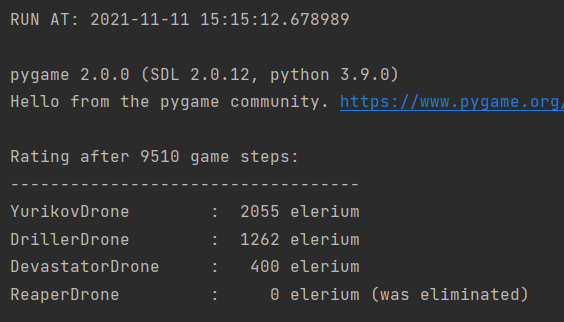 RUN AT: 2021-11-11 15:15:12.678989
pygame 2.0.0 (SDL 2.0.12, python 3.9.0)
Hello from the pygame community. https://www.pygame.org/
Rating after 9510 game steps:
-----------------------------------
YurikovDrone        :  2055 elerium
DrillerDrone        :  1262 elerium
DevastatorDrone     :   400 elerium
ReaperDrone         :     0 elerium (was eliminated)